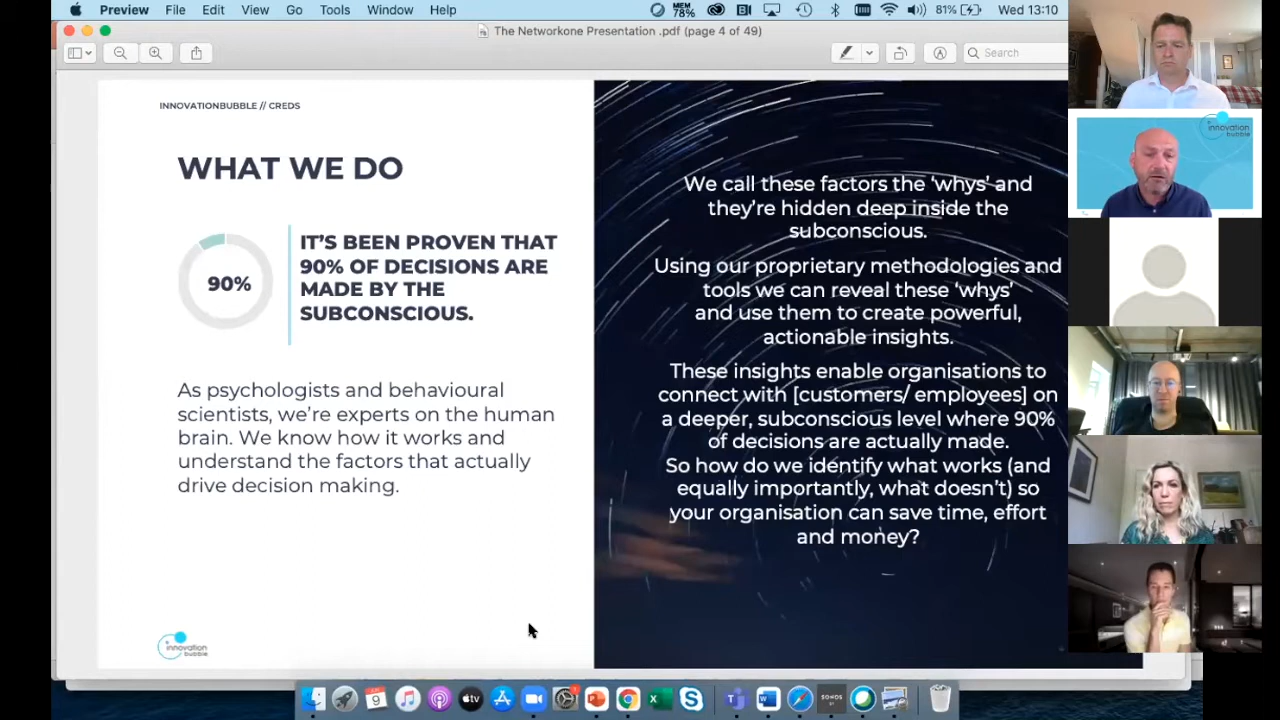 Preview File Edit View Go Tools Window Help
MEM
78%
81%
Wed 13:10
The Networkone Presentation .pdf (page 4 of 49)
Search
INNOVATIONBUBBLE // CREDS
WHAT WE DO
90%
IT'S BEEN PROVEN THAT
90% OF DECISIONS ARE
MADE BY THE
SUBCONSCIOUS.
As psychologists and behavioural
scientists, we're experts on the human
brain. We know how it works and
understand the factors that actually
drive decision making.
innovation
bubble
We call these factors the ‘whys’ and
they're hidden deep inside the
subconscious.
Using our proprietary methodologies and
tools we can reveal these ‘whys’
and use them to create powerful,
actionable insights.
These insights enable organisations to
connect with [customers/ employees] on
a deeper, subconscious level where 90%
of decisions are actually made.
So how do we identify what works (and
equally importantly, what doesn't) so
your organisation can save time, effort
and money?
innovation
bubble
9
tv
SONOS